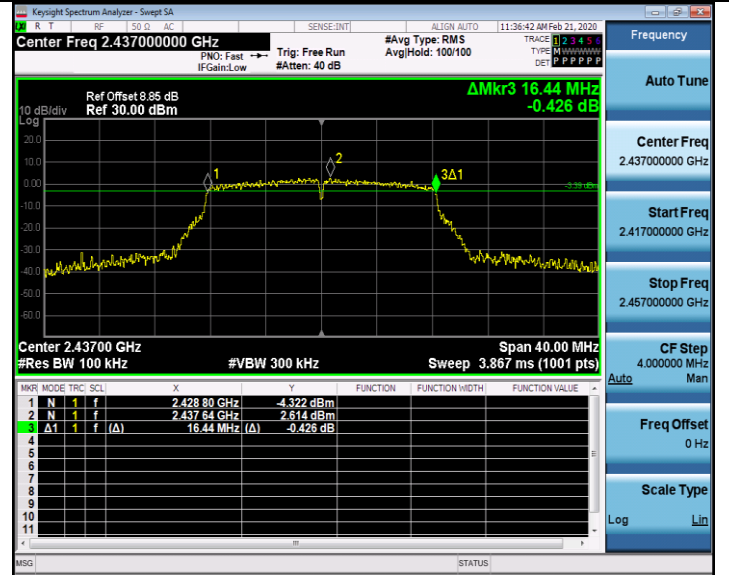 Keysight Spectrum Analyzer - Swept SA
R T RF 50 Ω AC SENSE:INT ALIGN AUTO 11:36:42 AM Feb 21, 2020
Center Freq 2.437000000 GHz
PNO: Fast
IFGain:Low
Trig: Free Run
#Atten: 40 dB
#Avg Type: RMS
Avg|Hold: 100/100
TRACE 1 2 3 4 5 6
TYPE M WWWWW
DET P P P P P P
Ref Offset 8.85 dB
10 dB/div Ref 30.00 dBm
Log
ΔMkr3 16.44 MHz
-0.426 dB
20.0
10.0
0.00
-10.0
-20.0
-30.0
-40.0
-50.0
-60.0
1
2
3Δ1
-3.39 dBm
Center 2.43700 GHz Span 40.00 MHz
#Res BW 100 kHz #VBW 300 kHz Sweep 3.867 ms (1001 pts)
MKR MODE TRC SCL X Y FUNCTION FUNCTION WIDTH FUNCTION VALUE
1 N 1 f 2.428 80 GHz -4.322 dBm
2 N 1 f 2.437 64 GHz 2.614 dBm
3 Δ1 1 f (Δ) 16.44 MHz (Δ) -0.426 dB
4
5
6
7
8
9
10
11
MSG STATUS
Frequency
Auto Tune
Center Freq
2.437000000 GHz
Start Freq
2.417000000 GHz
Stop Freq
2.457000000 GHz
CF Step
4.000000 MHz
Auto Man
Freq Offset
0 Hz
Scale Type
Log Lin